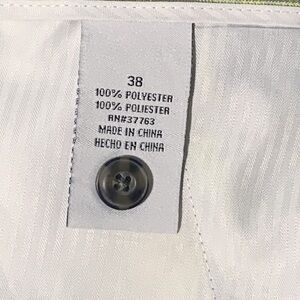 38
100% POLYESTER
100% POLIESTER
RN#37763
MADE IN CHINA
HECHO EN CHINA